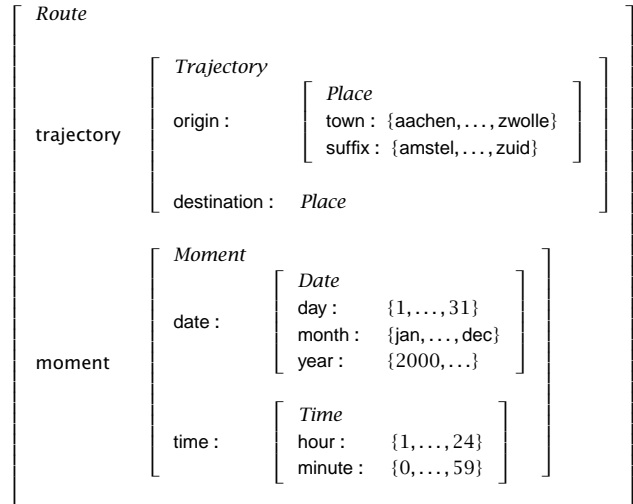 Route
Trajectory
Place
origin :
town : {aachen, . . . , zwolle}
trajectory
suffix : {amstel, . . . , zuid}
destination : Place
Moment
Date
day : {1, . . . , 31}
date :
month : {jan, . . . , dec}
moment
year : {2000, . . .}
Time
time :
hour : {1, . . . , 24}
minute : {0, . . . , 59}